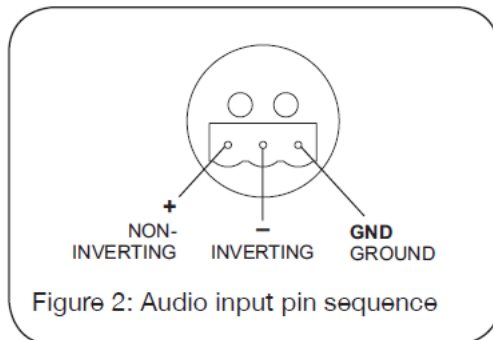 +
NON-
INVERTING
–
INVERTING
GND
GROUND
Figure 2: Audio input pin sequence